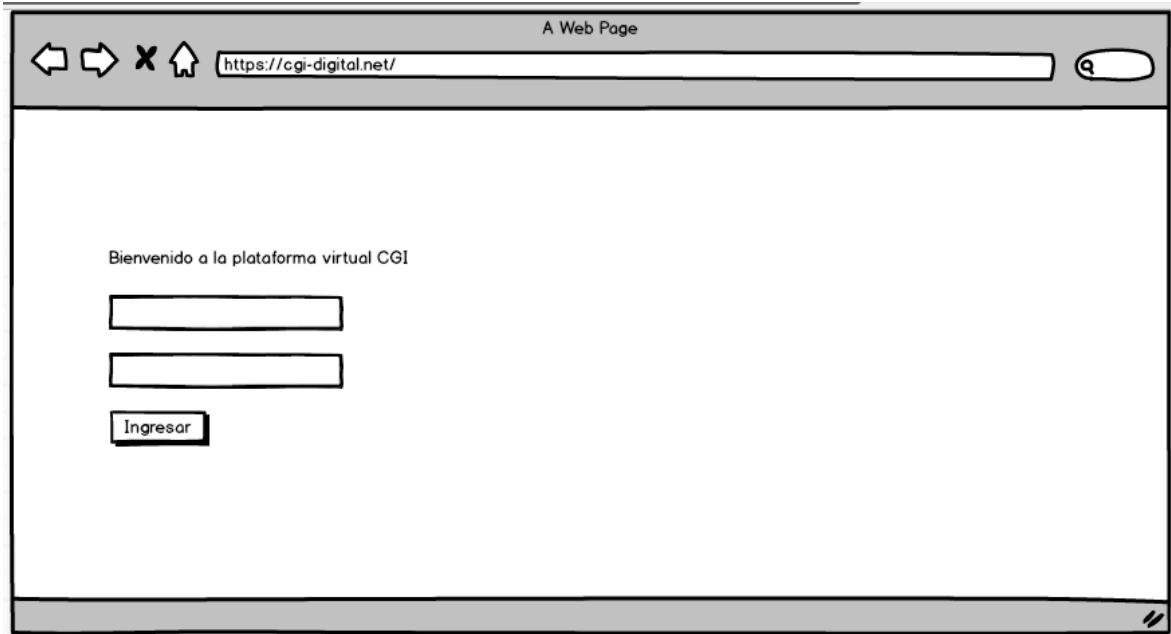 A Web Page
https://cgi-digital.net/
Bienvenido a la plataforma virtual CGI
Ingresar